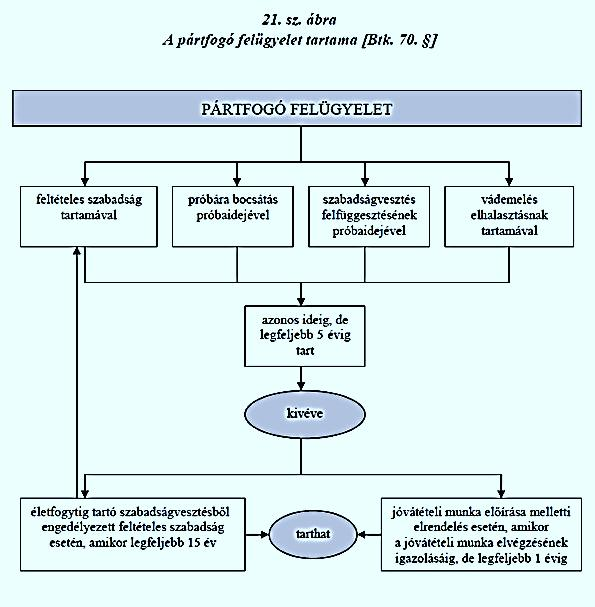 21. sz. ábra
A pártfogó felügyelet tartama [Btk. 70. §]
PÁRTFOGÓ FELÜGYELET
feltételes szabadság
tartamával
próbára bocsátás
próbaidejével
szabadságvesztés
felfüggesztésének
próbaidejével
vádemelés
elhalasztásnak
tartamával
azonos ideig, de
legfeljebb 5 évig
tart
kivéve
életfogytig tartó szabadságvesztésből
engedélyezett feltételes szabadság
esetén, amikor legfeljebb 15 év
tarthat
jóvátételi munka előírása melletti
elrendelés esetén, amikor
a jóvátételi munka elvégzésének
igazolásáig, de legfeljebb 1 évig